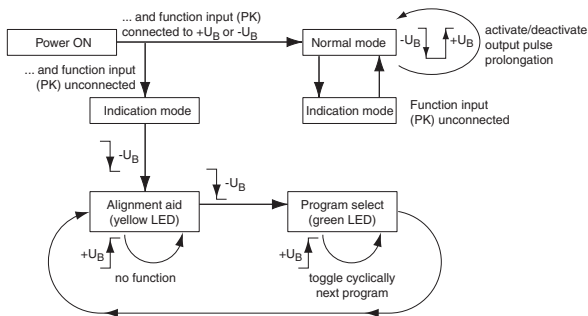 ... and function input (PK)
connected to +UB or -UB
Power ON
Normal mode
-UB
+UB
activate/deactivate
output pulse
prolongation
... and function input
(PK) unconnected
Indication mode
Indication mode
Function input
(PK) unconnected
-UB
-UB
Alignment aid
(yellow LED)
Program select
(green LED)
+UB
no function
+UB
toggle cyclically
next program